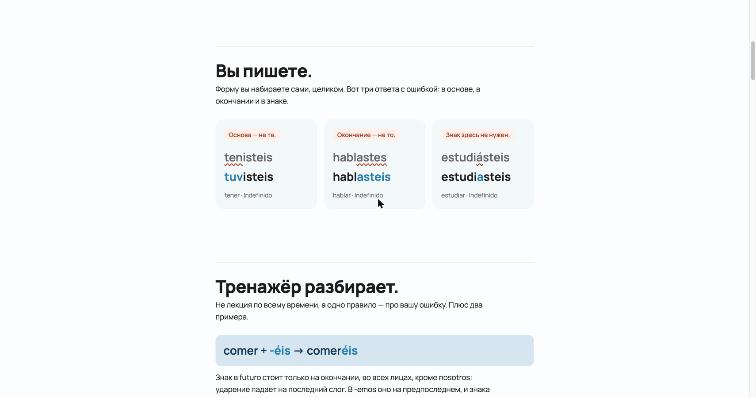 Вы пишете.
Форму вы набираете сами, целиком. Вот три ответа с ошибкой: в основе, в
окончании и в знаке.
Основа — не та.
tenisteis
tuvisteis
tener · Indefinido
Окончание — не то.
hablastes
hablasteis
hablar · Indefinido
Знак здесь не нужен.
estudiásteis
estudiasteis
estudiar · Indefinido
Тренажёр разбирает.
Не лекция по всему времени, а одно правило — про вашу ошибку. Плюс два
примера.
comer + -éis → comeréis
Знак в futuro стоит только на окончании, во всех лицах, кроме nosotros:
ударение падает на последний слог. В -emos оно на предпоследнем, и знака